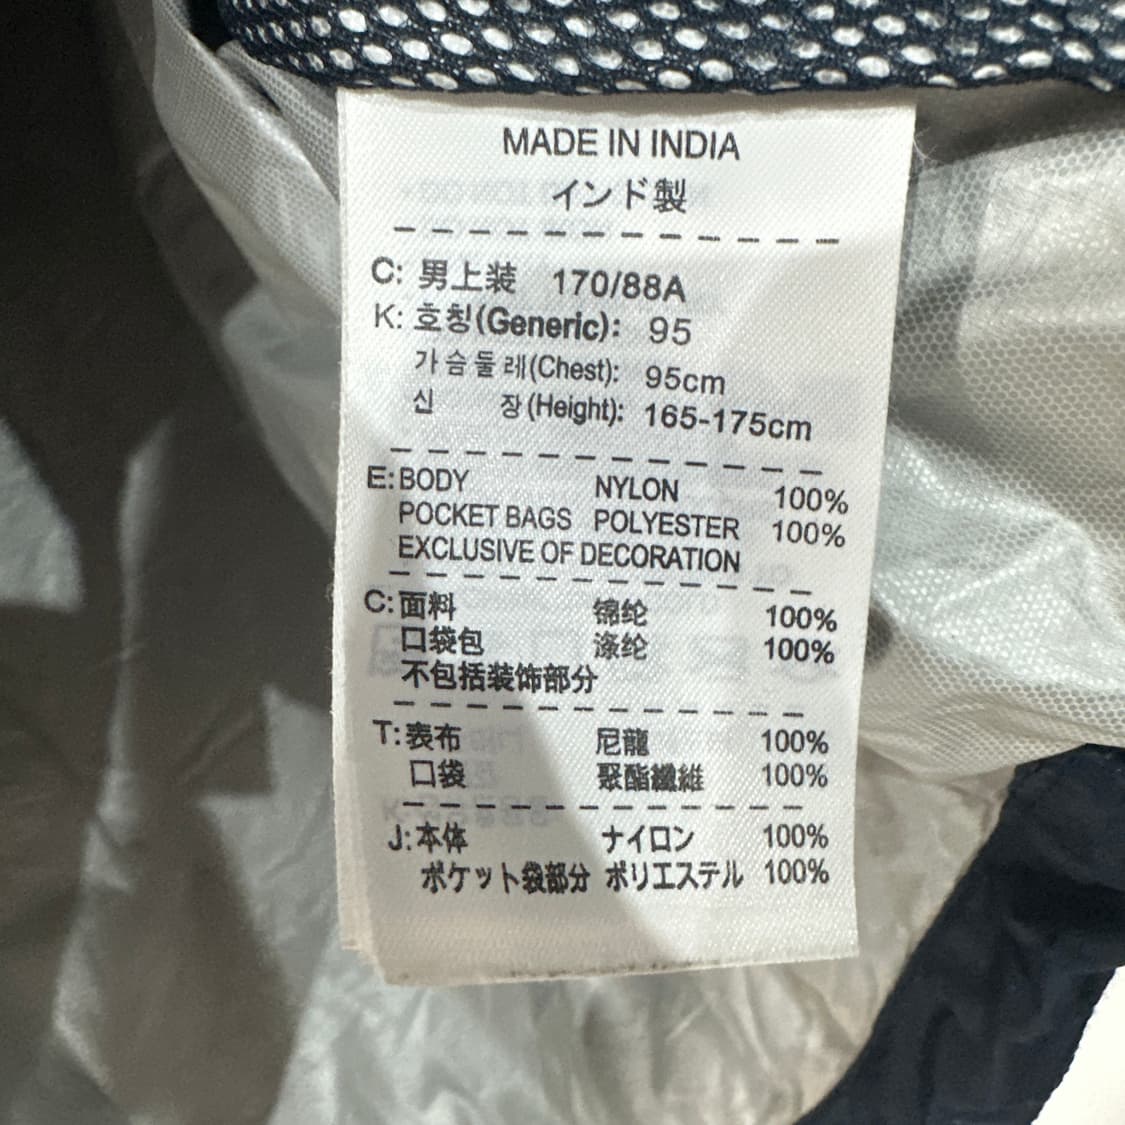 MADE IN INDIA
インド製
C: 男上装 170/88A
K: 호칭(Generic): 95
가슴둘레(Chest): 95cm
신 장(Height): 165-175cm
E: BODY NYLON 100%
POCKET BAGS POLYESTER 100%
EXCLUSIVE OF DECORATION
C: 面料 锦纶 100%
口袋包 涤纶 100%
不包括装饰部分
T: 表布 尼龍 100%
口袋 聚酯纖維 100%
J: 本体 ナイロン 100%
ポケット袋部分 ポリエステル 100%